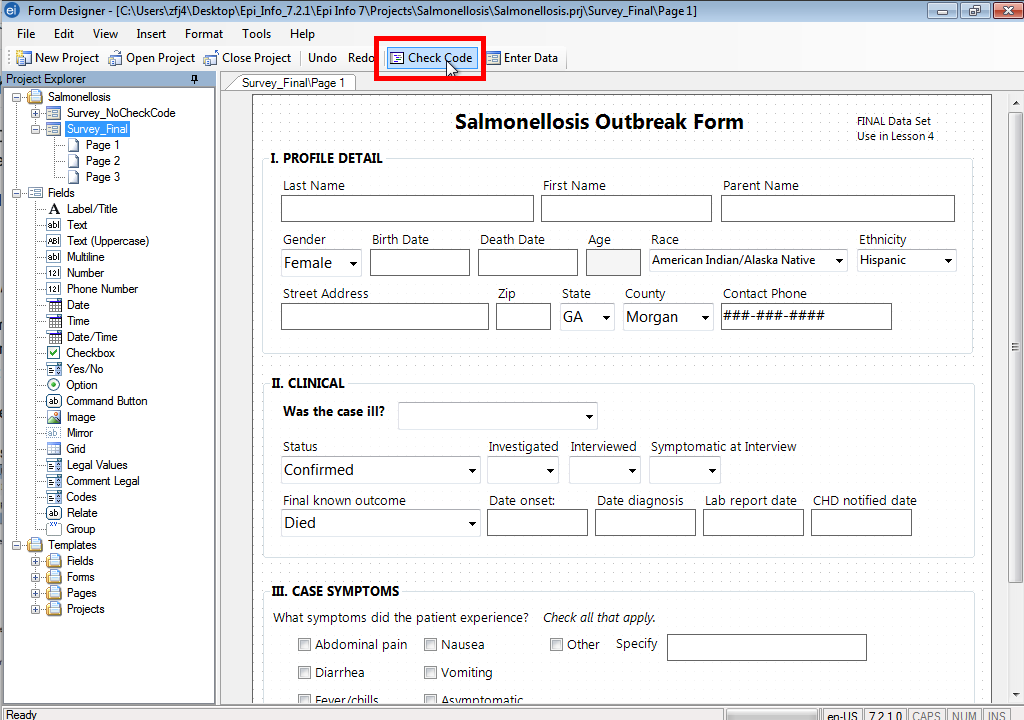 Form Designer - [C:\Users\zfj4\Desktop\Epi_Info_7.2.1\Epi Info 7\Projects\Salmonellosis\Salmonellosis.prj\Survey_Final\Page 1]
File Edit View Insert Format Tools Help
New Project Open Project Close Project Undo Redo Check Code Enter Data
Project Explorer
Salmonellosis
Survey_NoCheckCode
Survey_Final
Page 1
Page 2
Page 3
Fields
Label/Title
Text
Text (Uppercase)
Multiline
Number
Phone Number
Date
Time
Date/Time
Checkbox
Yes/No
Option
Command Button
Image
Mirror
Grid
Legal Values
Comment Legal
Codes
Relate
Group
Templates
Fields
Forms
Pages
Projects
Survey_Final\Page 1
Salmonellosis Outbreak Form
FINAL Data Set
Use in Lesson 4
I. PROFILE DETAIL
Last Name First Name Parent Name
Gender Birth Date Death Date Age Race Ethnicity
Female American Indian/Alaska Native Hispanic
Street Address Zip State County Contact Phone
GA Morgan ###-###-####
II. CLINICAL
Was the case ill?
Status Investigated Interviewed Symptomatic at Interview
Confirmed
Final known outcome Date onset: Date diagnosis Lab report date CHD notified date
Died
III. CASE SYMPTOMS
What symptoms did the patient experience? Check all that apply.
Abdominal pain Nausea Other Specify
Diarrhea Vomiting
Fever/chills Asymptomatic
Ready en-US 7.2.1.0 CAPS NUM INS